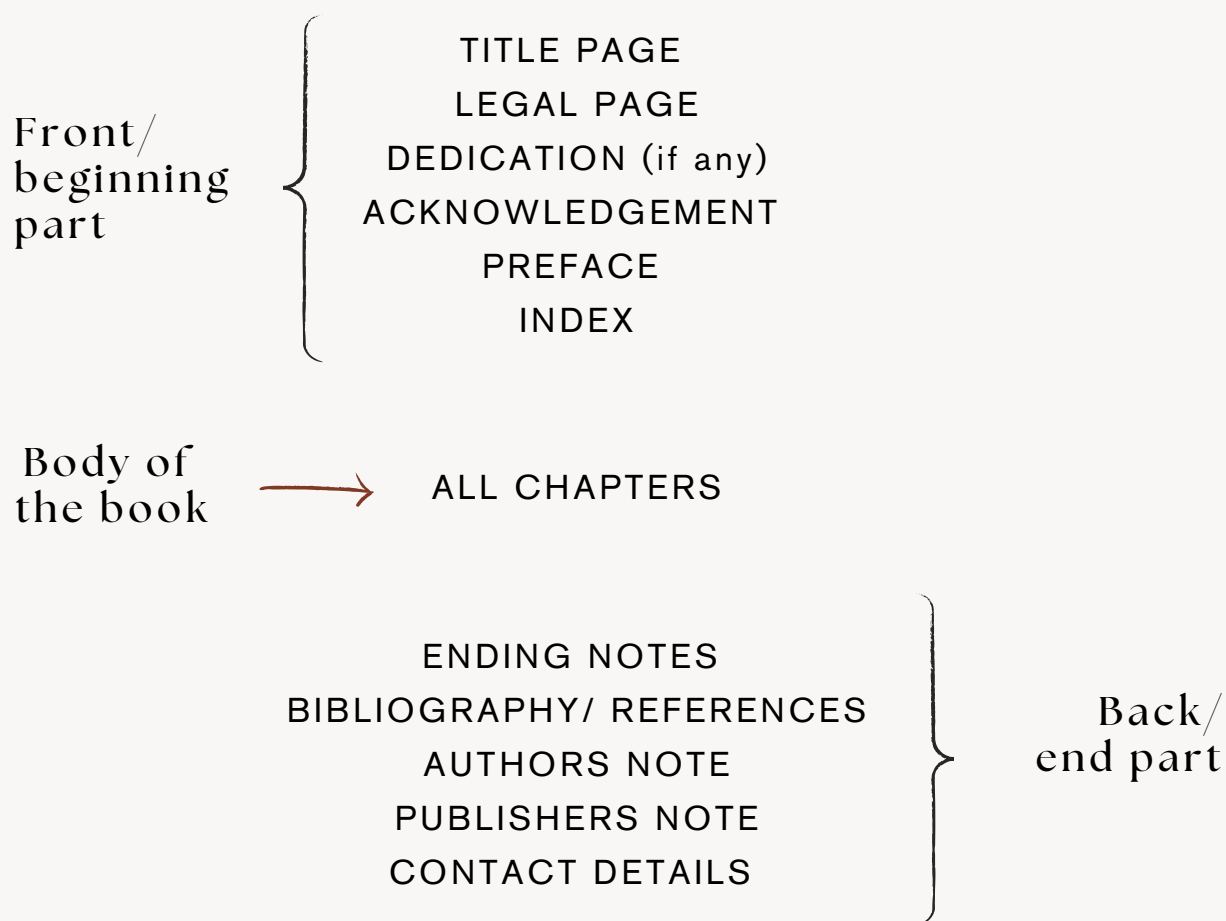 TITLE PAGE
LEGAL PAGE
Front/
beginning
part
DEDICATION (if any)
ACKNOWLEDGEMENT
PREFACE
INDEX
Body of
the book
ALL CHAPTERS
ENDING NOTES
BIBLIOGRAPHY/ REFERENCES
AUTHORS NOTE
PUBLISHERS NOTE
CONTACT DETAILS
Back/
end part